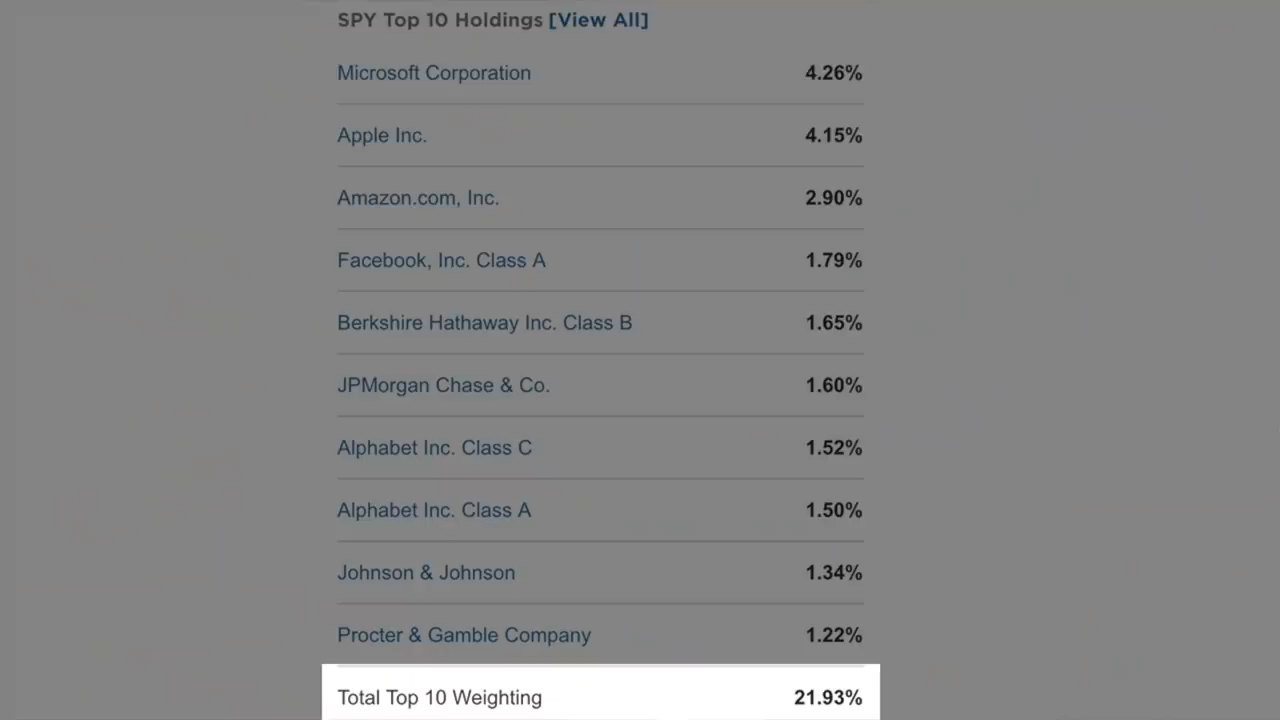 SPY Top 10 Holdings [View All]
Microsoft Corporation 4.26%
Apple Inc. 4.15%
Amazon.com, Inc. 2.90%
Facebook, Inc. Class A 1.79%
Berkshire Hathaway Inc. Class B 1.65%
JPMorgan Chase & Co. 1.60%
Alphabet Inc. Class C 1.52%
Alphabet Inc. Class A 1.50%
Johnson & Johnson 1.34%
Procter & Gamble Company 1.22%
Total Top 10 Weighting 21.93%